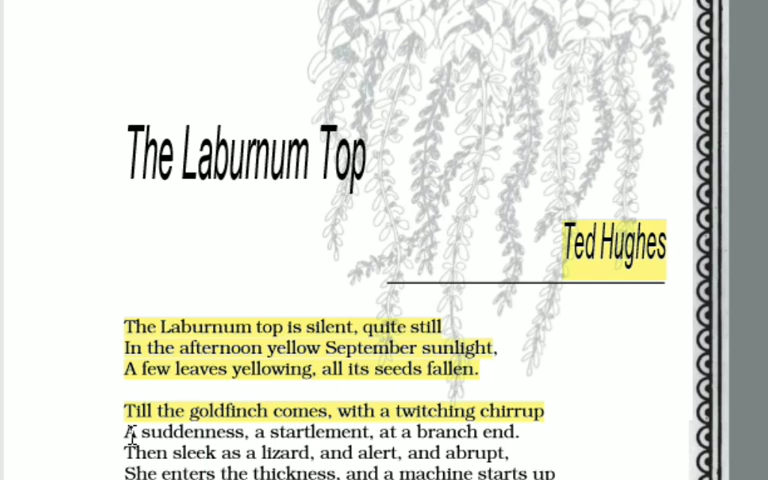 The Laburnum Top
Ted Hughes
The Laburnum top is silent, quite still
In the afternoon yellow September sunlight,
A few leaves yellowing, all its seeds fallen.
Till the goldfinch comes, with a twitching chirrup
A suddenness, a startlement, at a branch end.
Then sleek as a lizard, and alert, and abrupt,
She enters the thickness, and a machine starts up